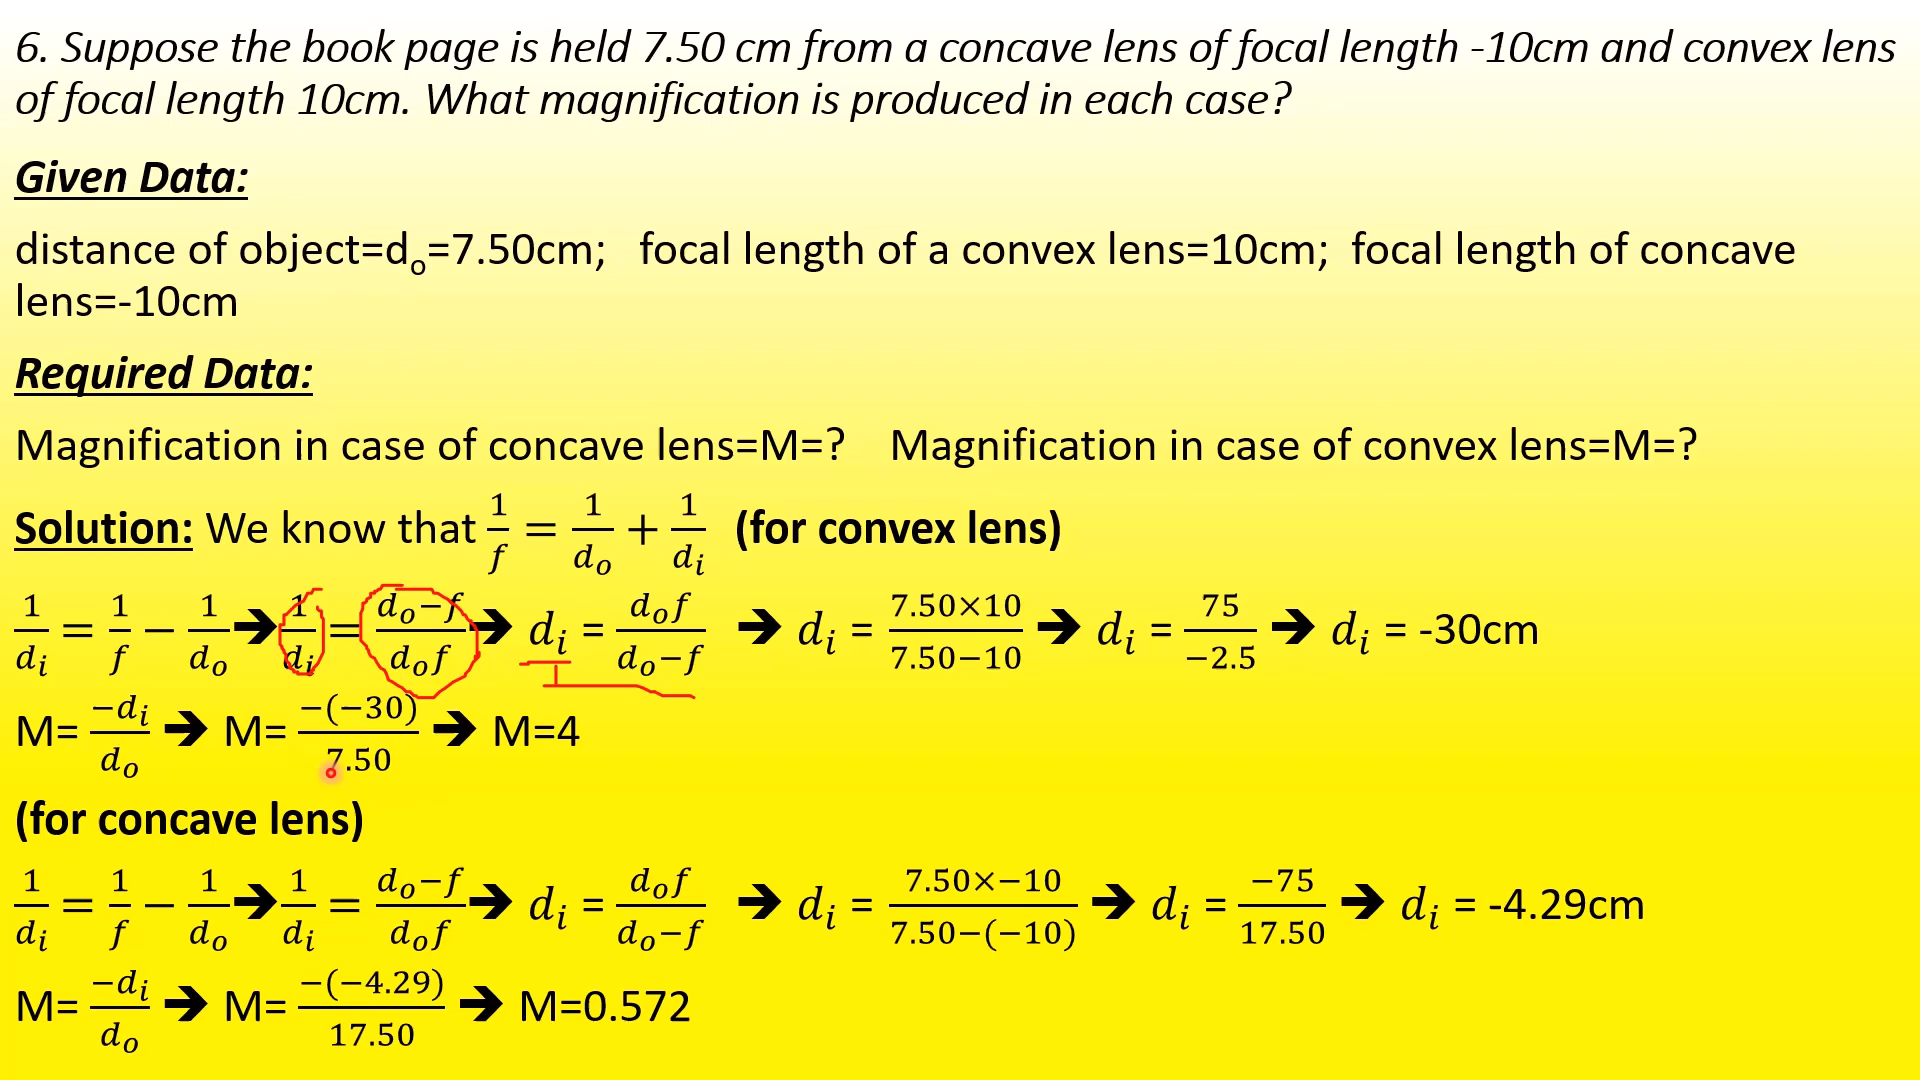 6. Suppose the book page is held 7.50 cm from a concave lens of focal length -10cm and convex lens
of focal length 10cm. What magnification is produced in each case?
Given Data:
distance of object=dₒ=7.50cm; focal length of a convex lens=10cm; focal length of concave
lens=-10cm
Required Data:
Magnification in case of concave lens=M=? Magnification in case of convex lens=M=?
Solution: We know that 1/f = 1/dₒ + 1/dᵢ (for convex lens)
1/dᵢ = 1/f − 1/dₒ ➔ 1/dᵢ = (dₒ−f)/(dₒf) ➔ dᵢ = dₒf/(dₒ−f) ➔ dᵢ = (7.50×10)/(7.50−10) ➔ dᵢ = 75/−2.5 ➔ dᵢ = -30cm
M= −dᵢ/dₒ ➔ M= −(−30)/7.50 ➔ M=4
(for concave lens)
1/dᵢ = 1/f − 1/dₒ ➔ 1/dᵢ = (dₒ−f)/(dₒf) ➔ dᵢ = dₒf/(dₒ−f) ➔ dᵢ = (7.50×−10)/(7.50−(−10)) ➔ dᵢ = −75/17.50 ➔ dᵢ = -4.29cm
M= −dᵢ/dₒ ➔ M= −(−4.29)/17.50 ➔ M=0.572